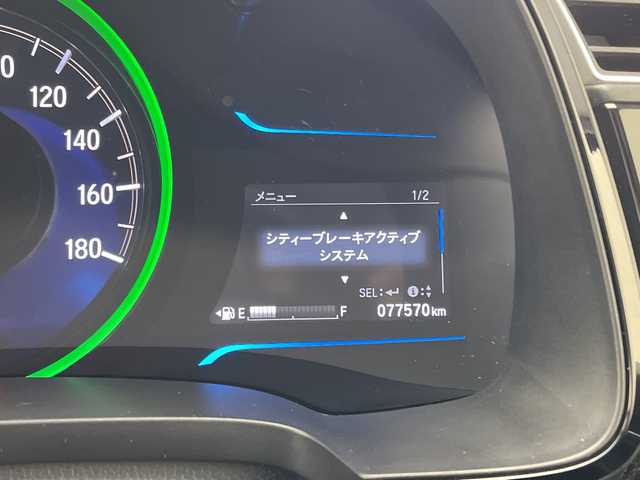 120
140
160
180
メニュー 1/2
シティーブレーキアクティブ
システム
SEL:
E F 077570km